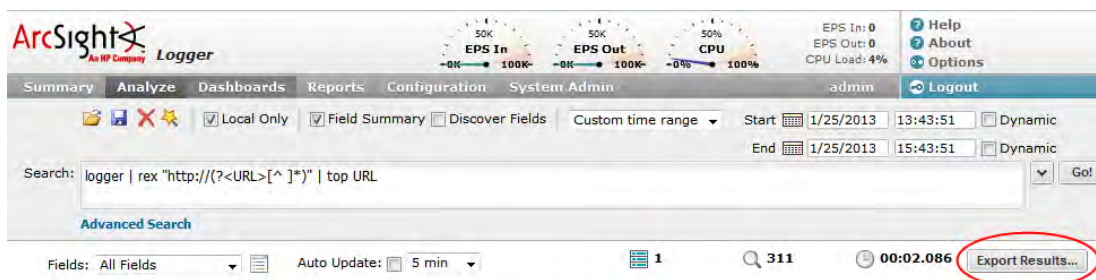 ArcSight An HP Company Logger
50K 50K 50%
EPS In EPS Out CPU
0K 100K 0K 100K 0% 100%
EPS In: 0
EPS Out: 0
CPU Load: 4%
Help
About
Options
Summary Analyze Dashboards Reports Configuration System Admin admin Logout
Local Only Field Summary Discover Fields Custom time range Start 1/25/2013 13:43:51 Dynamic
End 1/25/2013 15:43:51 Dynamic
Search: logger | rex "http://(?<URL>[^ ]*)" | top URL Go!
Advanced Search
Fields: All Fields Auto Update: 5 min 1 311 00:02.086 Export Results...